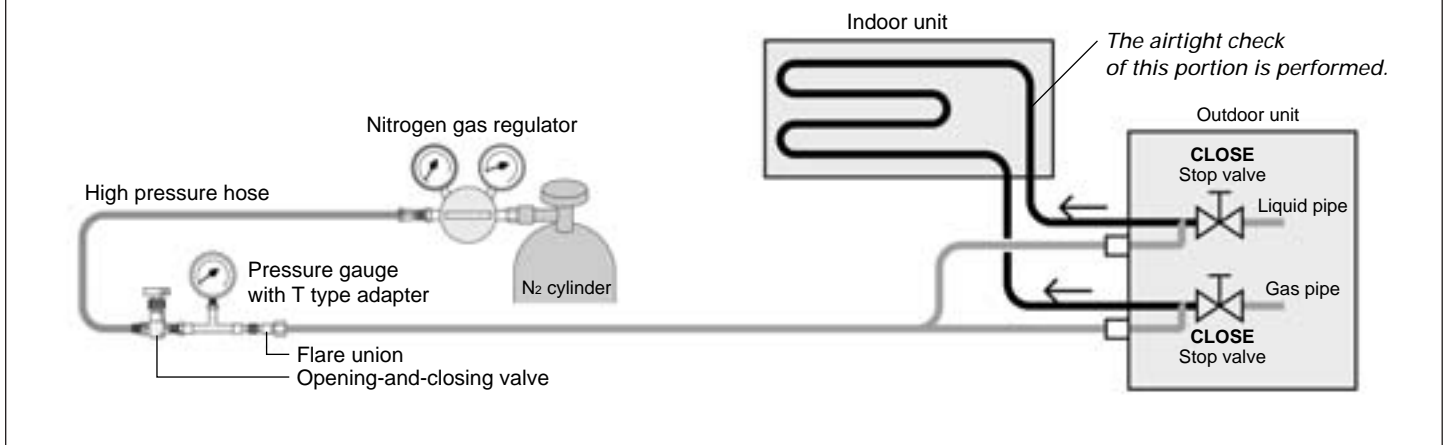 Indoor unit
The airtight check
of this portion is performed.
Nitrogen gas regulator
Outdoor unit
CLOSE
Stop valve
High pressure hose
Liquid pipe
Pressure gauge
with T type adapter
N2 cylinder
Gas pipe
CLOSE
Stop valve
Flare union
Opening-and-closing valve